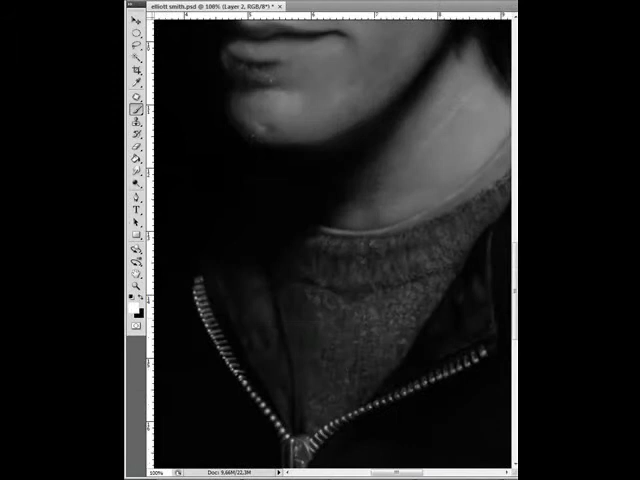 elliott smith.psd @ 100% (Layer 2, RGB/8*) * ×
100%
Doc: 9,66M/22,3M